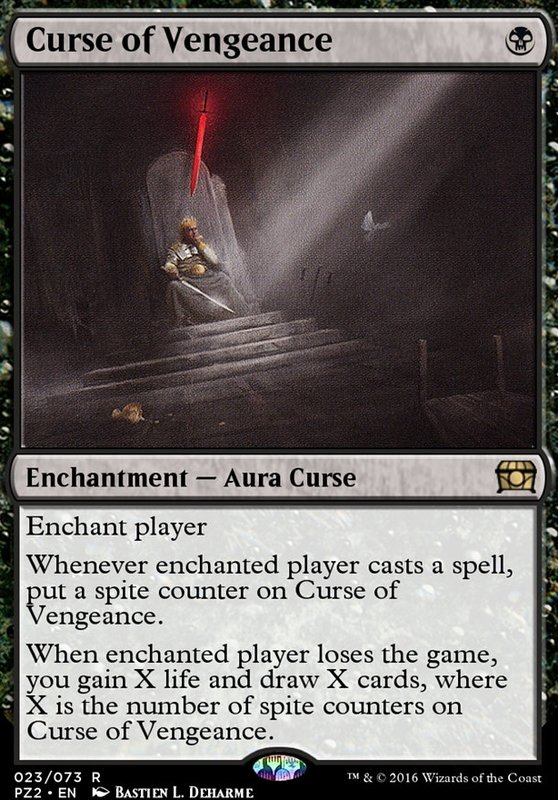 Curse of Vengeance
Enchantment — Aura Curse
Enchant player
Whenever enchanted player casts a spell,
put a spite counter on Curse of
Vengeance.
When enchanted player loses the game,
you gain X life and draw X cards, where
X is the number of spite counters on
Curse of Vengeance.
023/073 R
PZ2 • EN Bastien L. Deharme
™ & © 2016 Wizards of the Coast